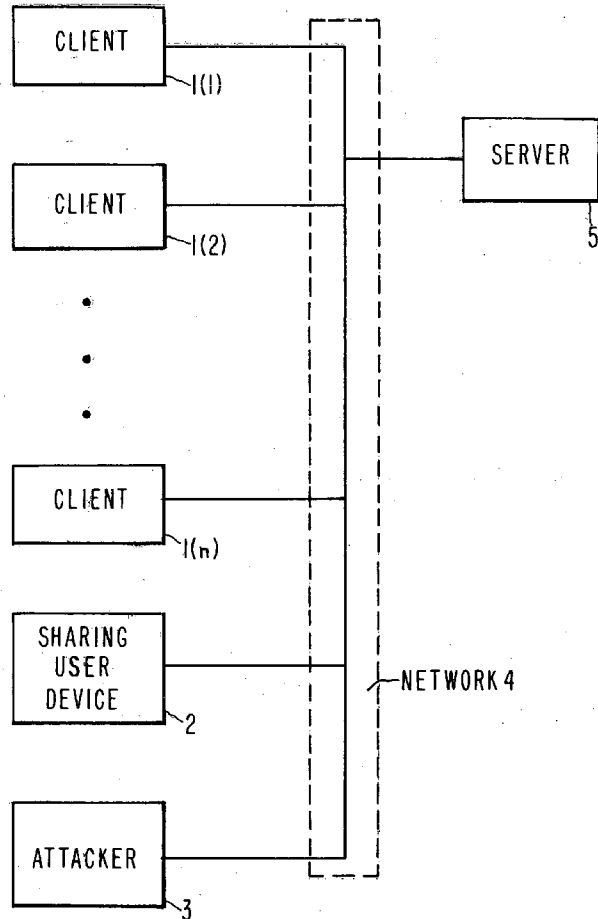 CLIENT
1(1)
SERVER
5
CLIENT
1(2)
CLIENT
1(n)
SHARING
USER
DEVICE
2
NETWORK 4
ATTACKER
3